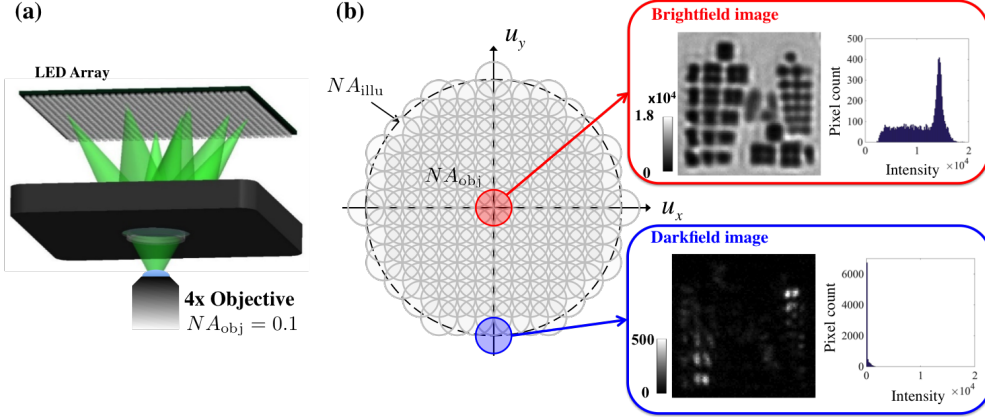 (a)
LED Array
4x Objective
NA_obj = 0.1
(b)
u_y
NA_illu
NA_obj
u_x
Brightfield image
x10^4
1.8
0
Pixel count
500
400
300
200
100
0
0
1
2
×10^4
Intensity
Darkfield image
500
0
Pixel count
6000
4000
2000
0
0
1
2
×10^4
Intensity